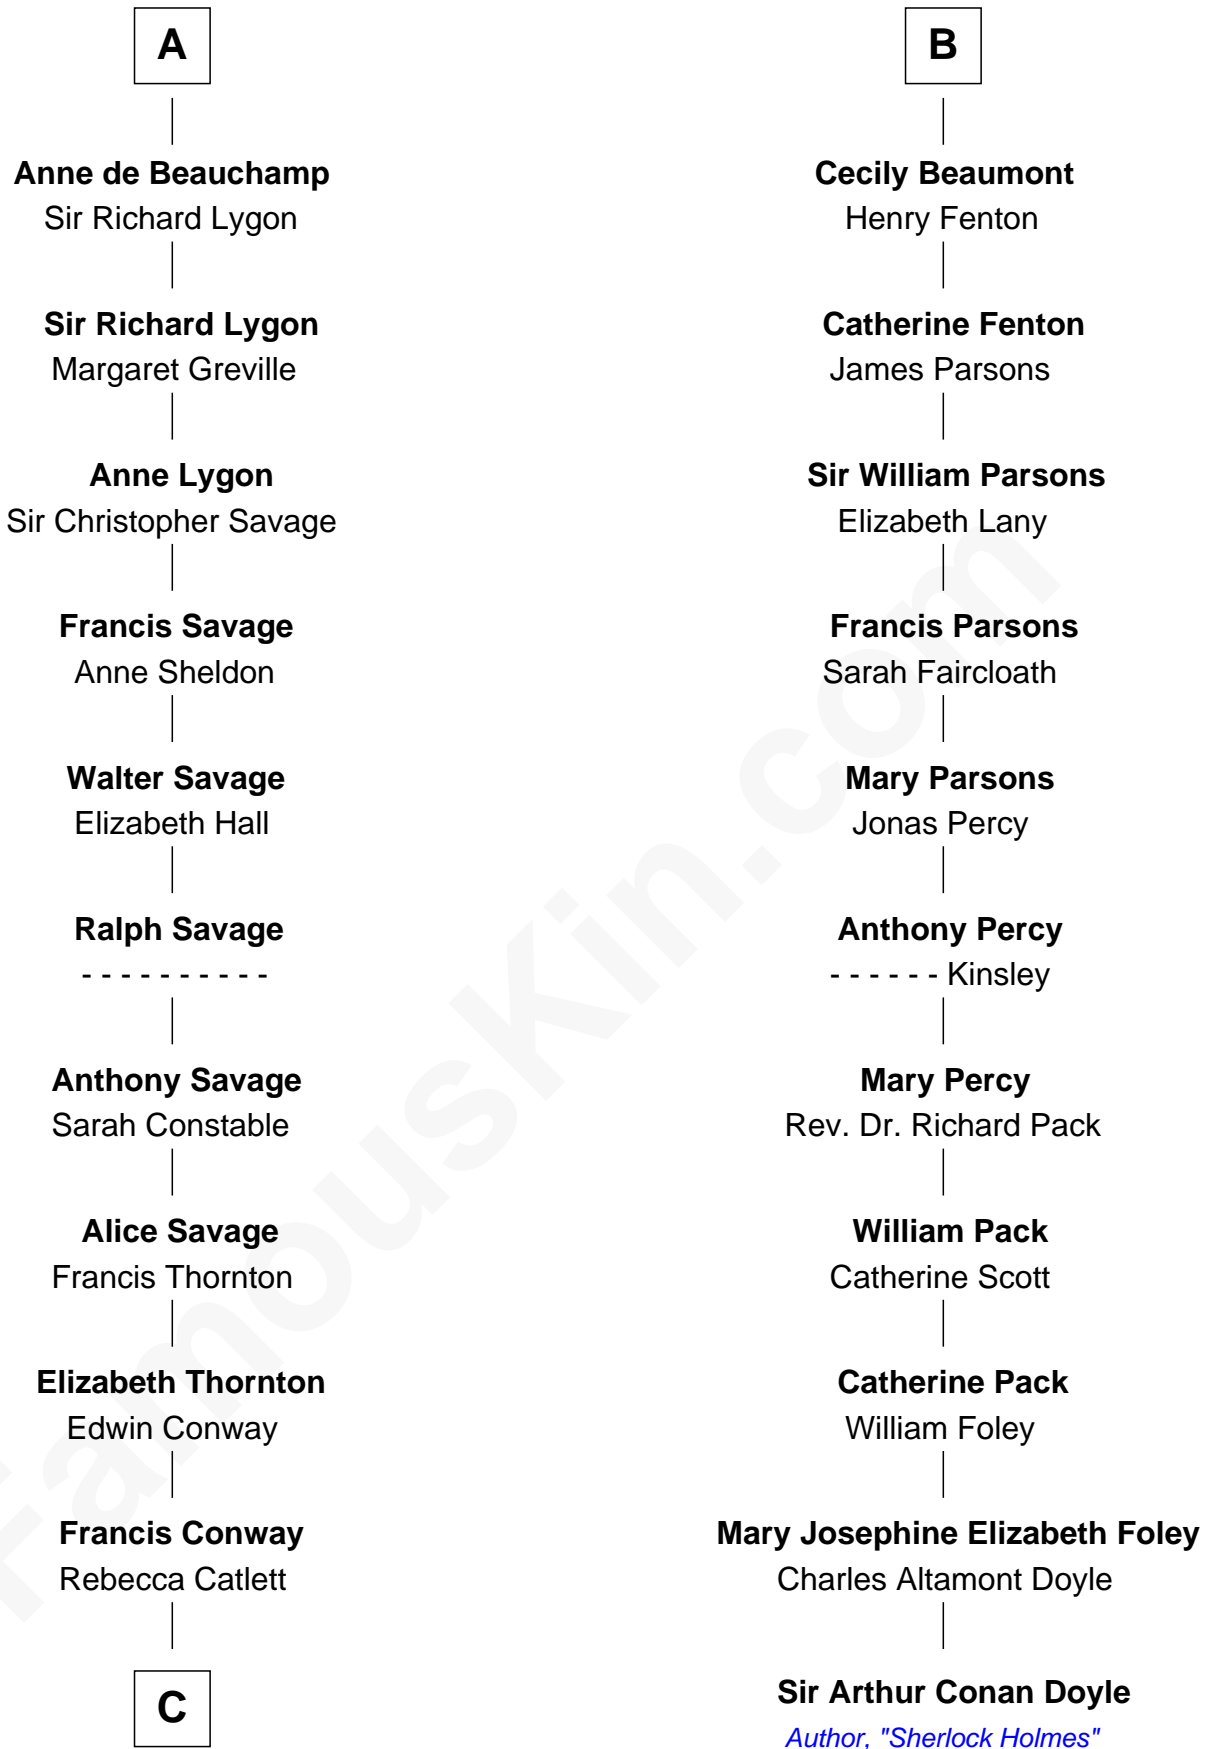 A
Anne de Beauchamp
Sir Richard Lygon
Sir Richard Lygon
Margaret Greville
Anne Lygon
Sir Christopher Savage
Francis Savage
Anne Sheldon
Walter Savage
Elizabeth Hall
Ralph Savage
- - - - - - - - - -
Anthony Savage
Sarah Constable
Alice Savage
Francis Thornton
Elizabeth Thornton
Edwin Conway
Francis Conway
Rebecca Catlett
C
B
Cecily Beaumont
Henry Fenton
Catherine Fenton
James Parsons
Sir William Parsons
Elizabeth Lany
Francis Parsons
Sarah Faircloath
Mary Parsons
Jonas Percy
Anthony Percy
- - - - - - Kinsley
Mary Percy
Rev. Dr. Richard Pack
William Pack
Catherine Scott
Catherine Pack
William Foley
Mary Josephine Elizabeth Foley
Charles Altamont Doyle
Sir Arthur Conan Doyle
Author, "Sherlock Holmes"
FamousKin.com